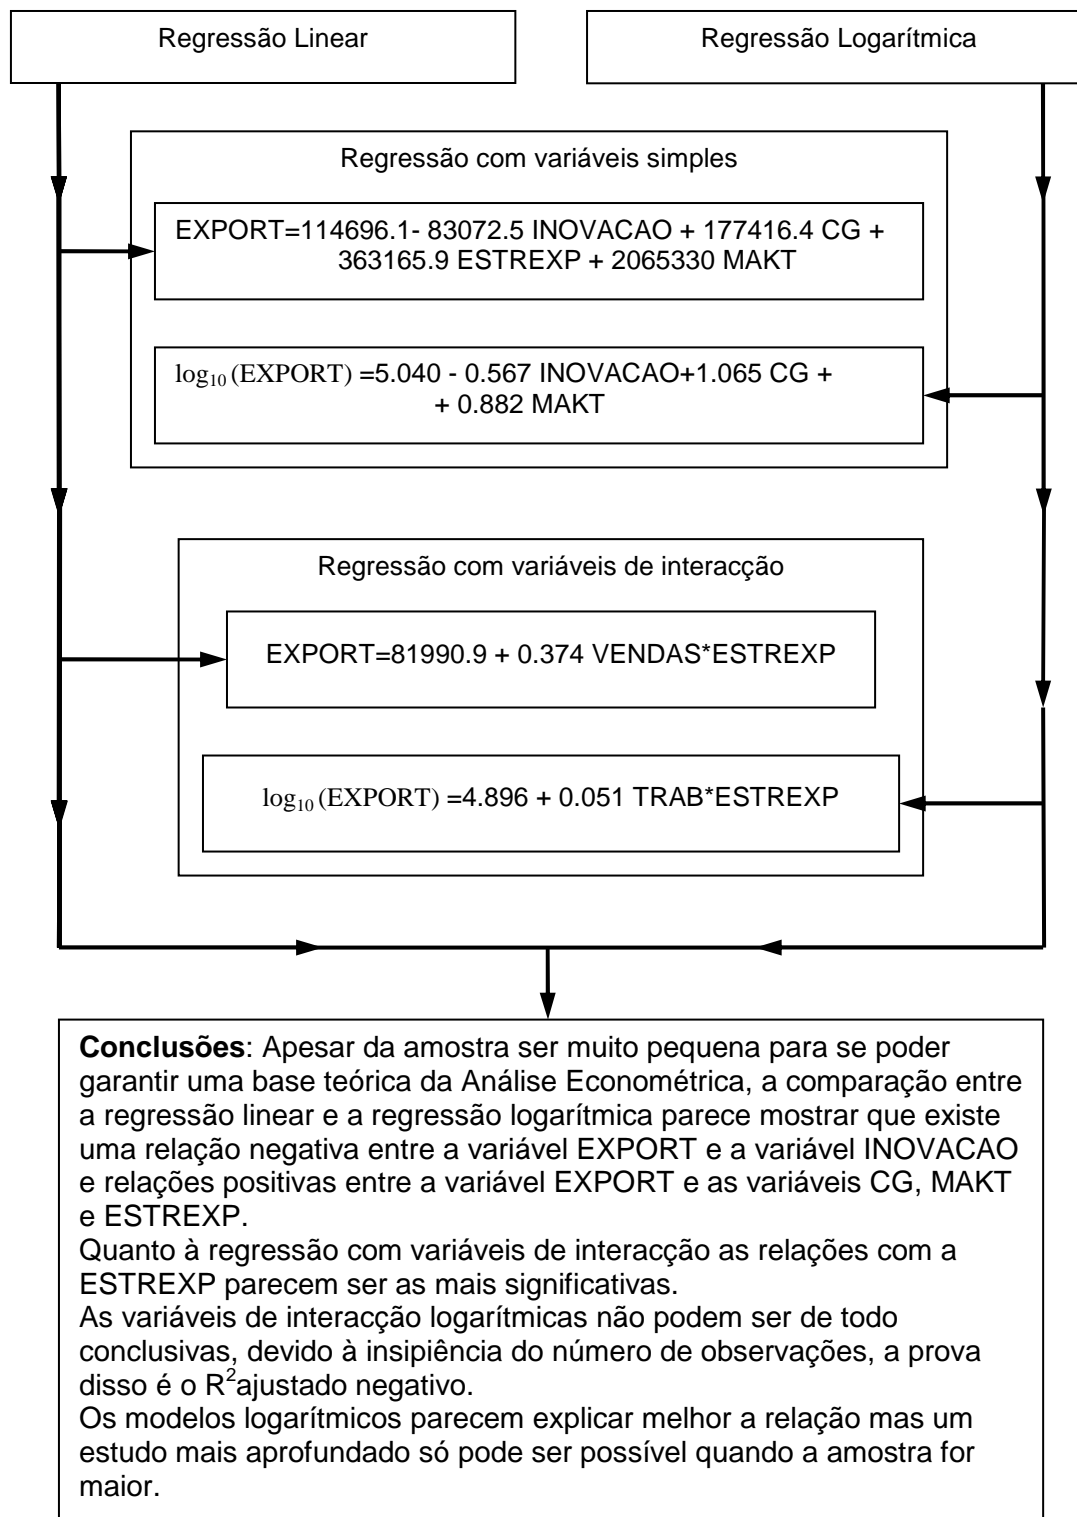 Regressão Linear
Regressão Logarítmica
Regressão com variáveis simples
EXPORT=114696.1- 83072.5 INOVACAO + 177416.4 CG +
363165.9 ESTREXP + 2065330 MAKT
log₁₀ (EXPORT) =5.040 - 0.567 INOVACAO+1.065 CG +
+ 0.882 MAKT
Regressão com variáveis de interacção
EXPORT=81990.9 + 0.374 VENDAS*ESTREXP
log₁₀ (EXPORT) =4.896 + 0.051 TRAB*ESTREXP
Conclusões: Apesar da amostra ser muito pequena para se poder
garantir uma base teórica da Análise Econométrica, a comparação entre
a regressão linear e a regressão logarítmica parece mostrar que existe
uma relação negativa entre a variável EXPORT e a variável INOVACAO
e relações positivas entre a variável EXPORT e as variáveis CG, MAKT
e ESTREXP.
Quanto à regressão com variáveis de interacção as relações com a
ESTREXP parecem ser as mais significativas.
As variáveis de interacção logarítmicas não podem ser de todo
conclusivas, devido à insipiência do número de observações, a prova
disso é o R²ajustado negativo.
Os modelos logarítmicos parecem explicar melhor a relação mas um
estudo mais aprofundado só pode ser possível quando a amostra for
maior.